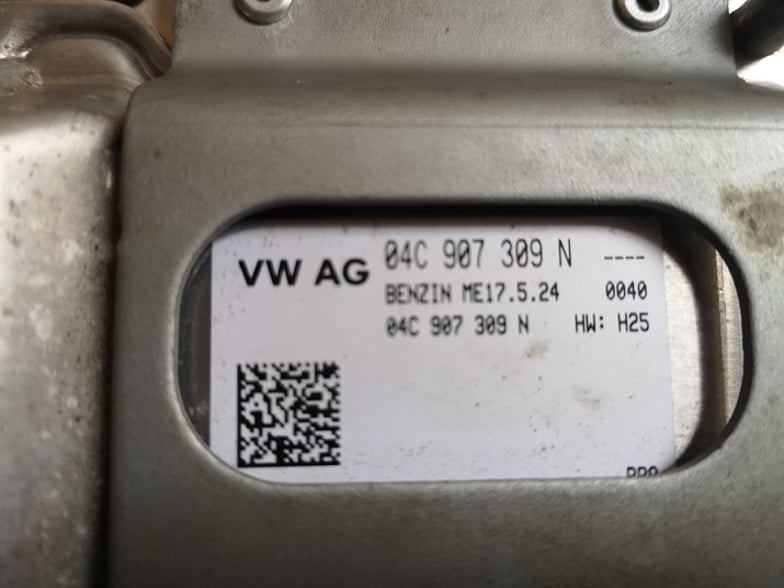 VW AG 04C 907 309 N ----
BENZIN ME17.5.24 0040
04C 907 309 N HW: H25